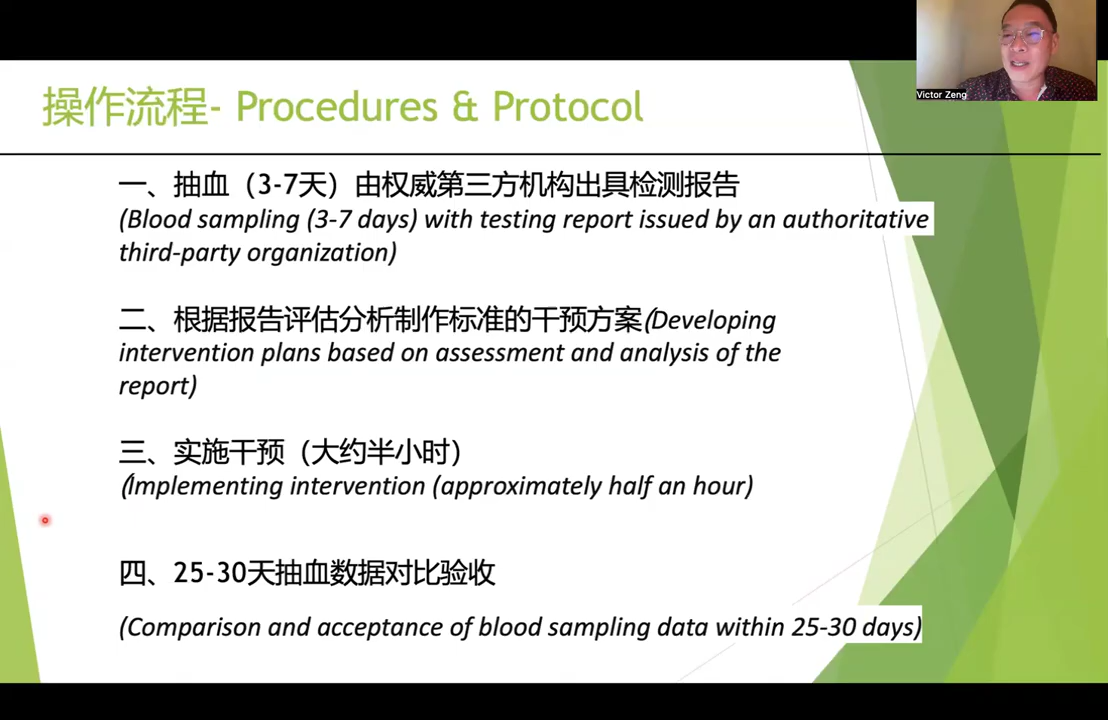 Victor Zeng
操作流程- Procedures & Protocol
一、抽血（3-7天）由权威第三方机构出具检测报告
(Blood sampling (3-7 days) with testing report issued by an authoritative
third-party organization)
二、根据报告评估分析制作标准的干预方案(Developing
intervention plans based on assessment and analysis of the
report)
三、实施干预（大约半小时）
(Implementing intervention (approximately half an hour)
四、25-30天抽血数据对比验收
(Comparison and acceptance of blood sampling data within 25-30 days)